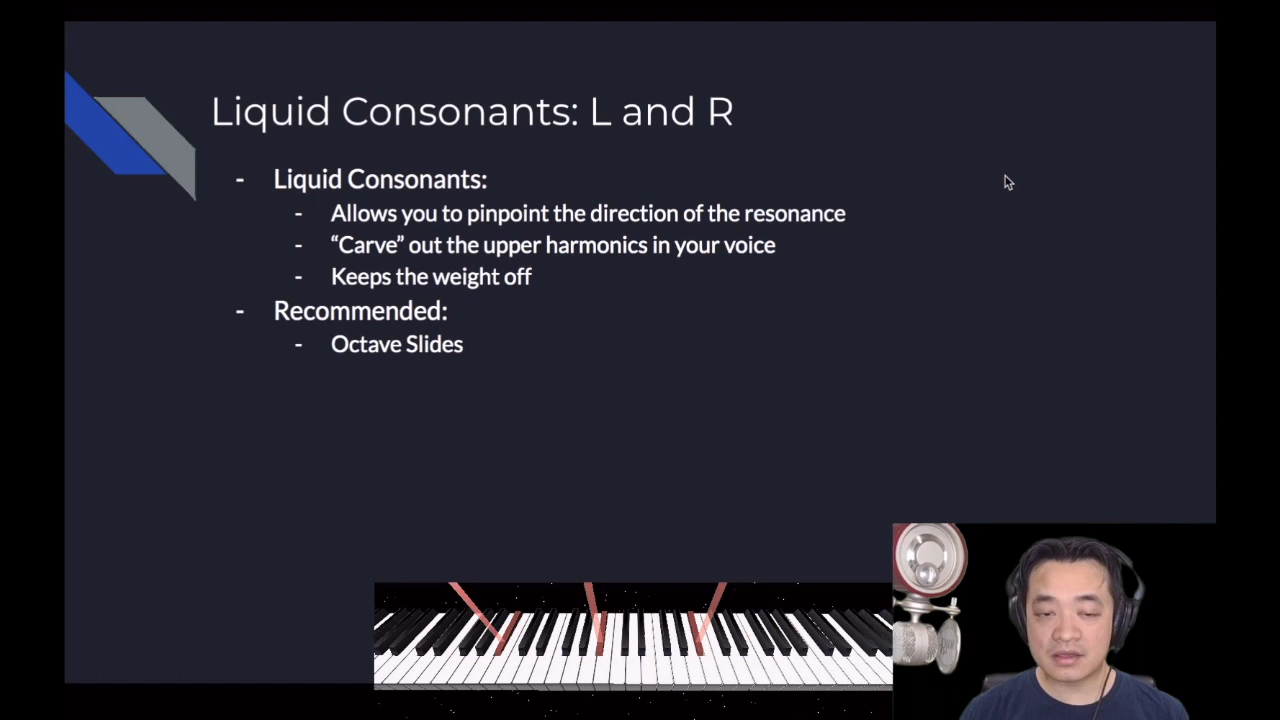 Liquid Consonants: L and R
- Liquid Consonants:
- Allows you to pinpoint the direction of the resonance
- “Carve” out the upper harmonics in your voice
- Keeps the weight off
- Recommended:
- Octave Slides